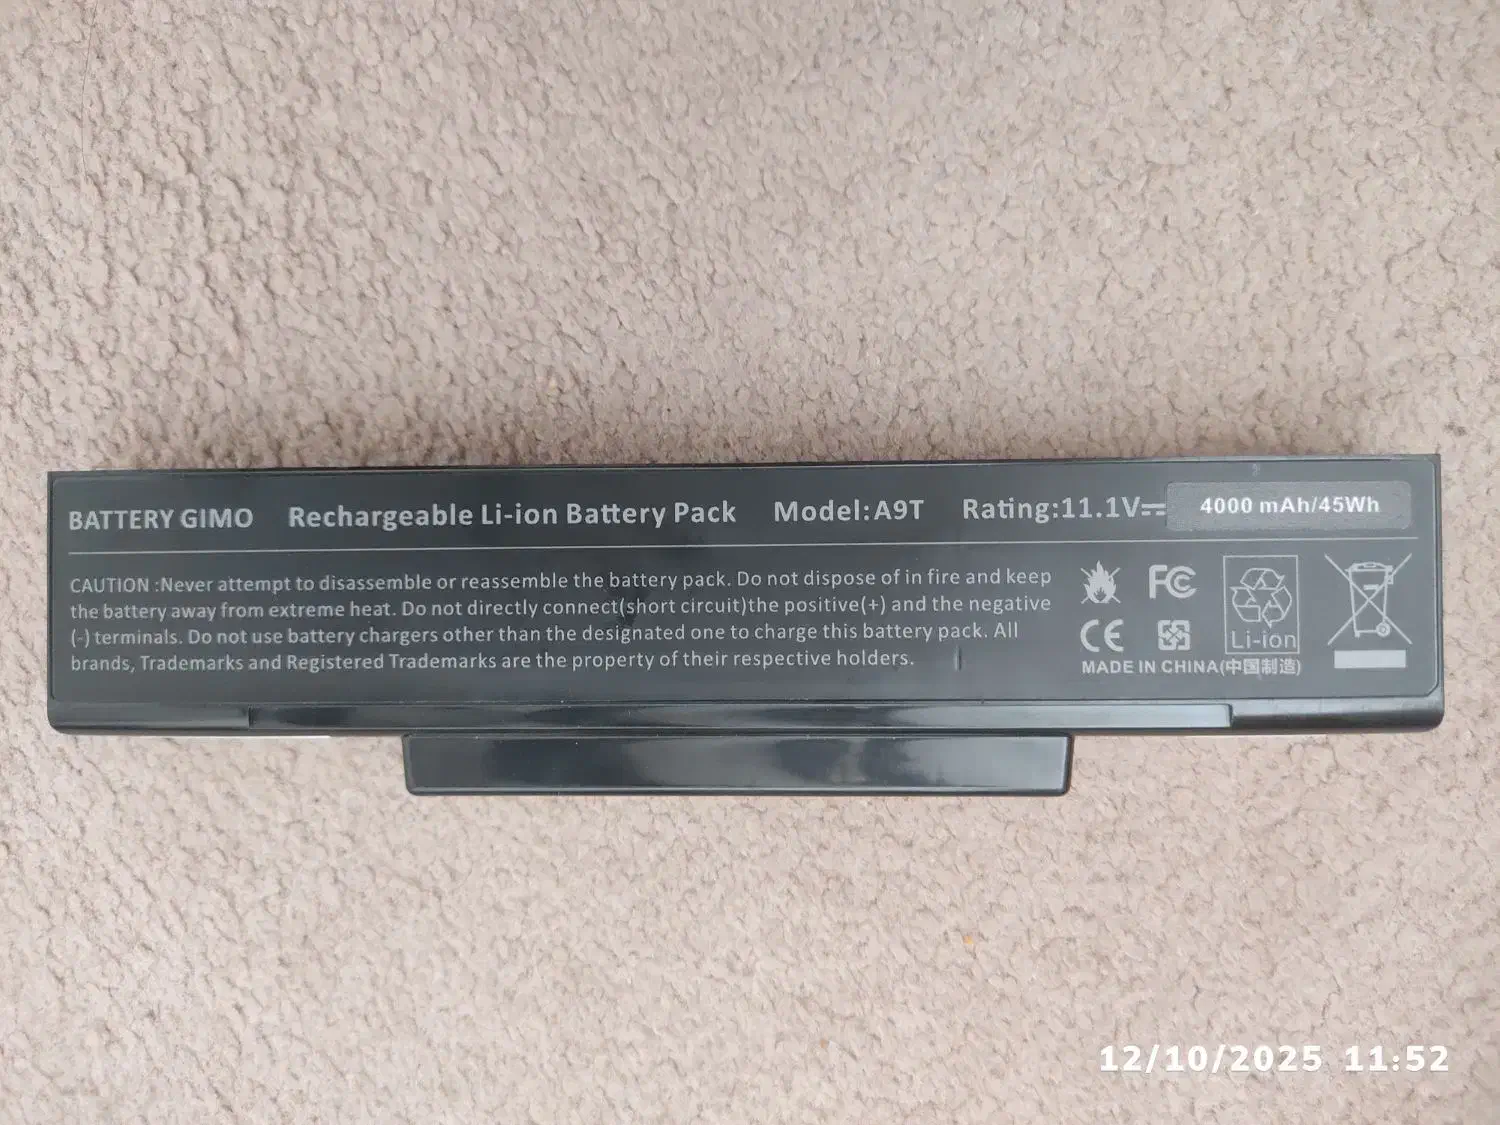 BATTERY GIMO Rechargeable Li-ion Battery Pack Model:A9T Rating:11.1V⎓ 4000 mAh/45Wh
CAUTION :Never attempt to disassemble or reassemble the battery pack. Do not dispose of in fire and keep
the battery away from extreme heat. Do not directly connect(short circuit)the positive(+) and the negative
(-) terminals. Do not use battery chargers other than the designated one to charge this battery pack. All
brands, Trademarks and Registered Trademarks are the property of their respective holders.
FC
CE
Li-ion
MADE IN CHINA(中国制造)
12/10/2025 11:52